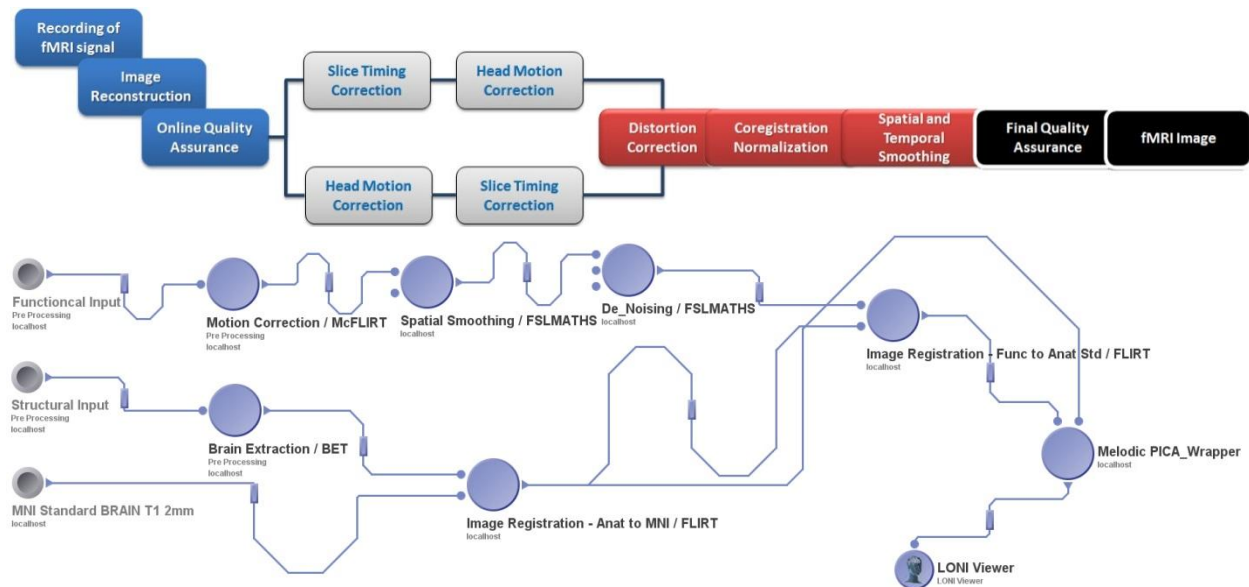 Recording of
fMRI signal
Image
Reconstruction
Online Quality
Assurance
Slice Timing
Correction
Head Motion
Correction
Head Motion
Correction
Slice Timing
Correction
Distortion
Correction
Coregistration
Normalization
Spatial and
Temporal
Smoothing
Final Quality
Assurance
fMRI Image
Functioncal Input
Pre Processing
localhost
Motion Correction / McFLIRT
Pre Processing
localhost
Spatial Smoothing / FSLMATHS
localhost
De_Noising / FSLMATHS
localhost
Image Registration - Func to Anat Std / FLIRT
localhost
Structural Input
Pre Processing
localhost
Brain Extraction / BET
Pre Processing
localhost
Melodic PICA_Wrapper
localhost
MNI Standard BRAIN T1 2mm
localhost
Image Registration - Anat to MNI / FLIRT
localhost
LONI Viewer
LONI Viewer